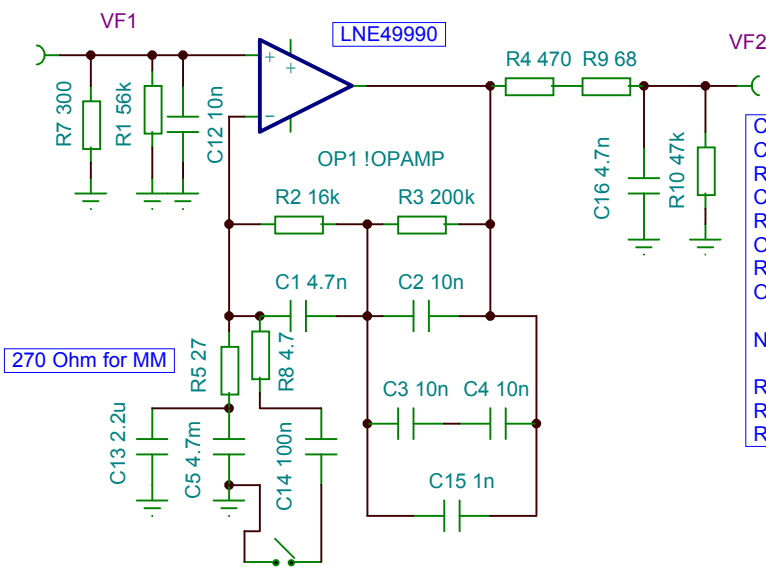 VF1
LNE49990
R4 470
R9 68
VF2
R7 300
R1 56k
C12 10n
+
+
−
OP1 !OPAMP
C16 4.7n
R10 47k
C
C
R
C
R
C
R
C
N
R
R
R
R2 16k
R3 200k
C1 4.7n
C2 10n
270 Ohm for MM
R5 27
R8 4.7
C3 10n
C4 10n
C13 2.2u
C5 4.7m
C14 100n
C15 1n